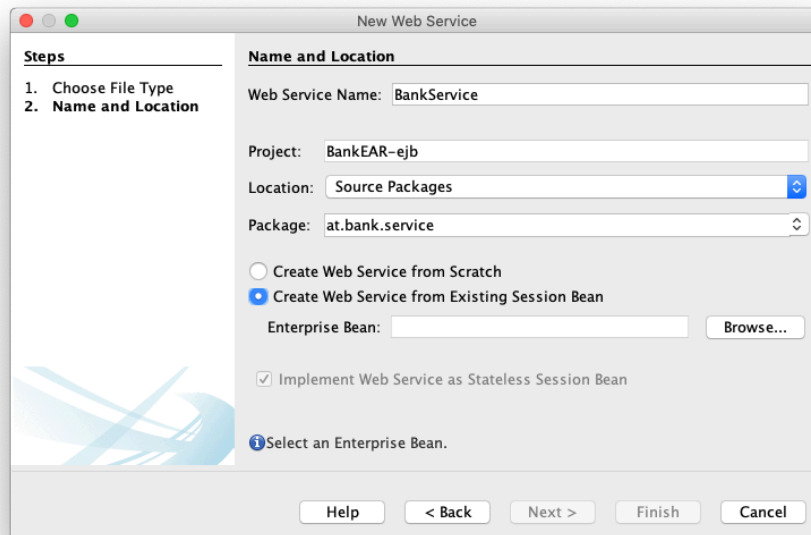 New Web Service
Steps
1. Choose File Type
2. Name and Location
Name and Location
Web Service Name: BankService
Project: BankEAR-ejb
Location: Source Packages
Package: at.bank.service
Create Web Service from Scratch
Create Web Service from Existing Session Bean
Enterprise Bean: Browse...
Implement Web Service as Stateless Session Bean
Select an Enterprise Bean.
Help < Back Next > Finish Cancel